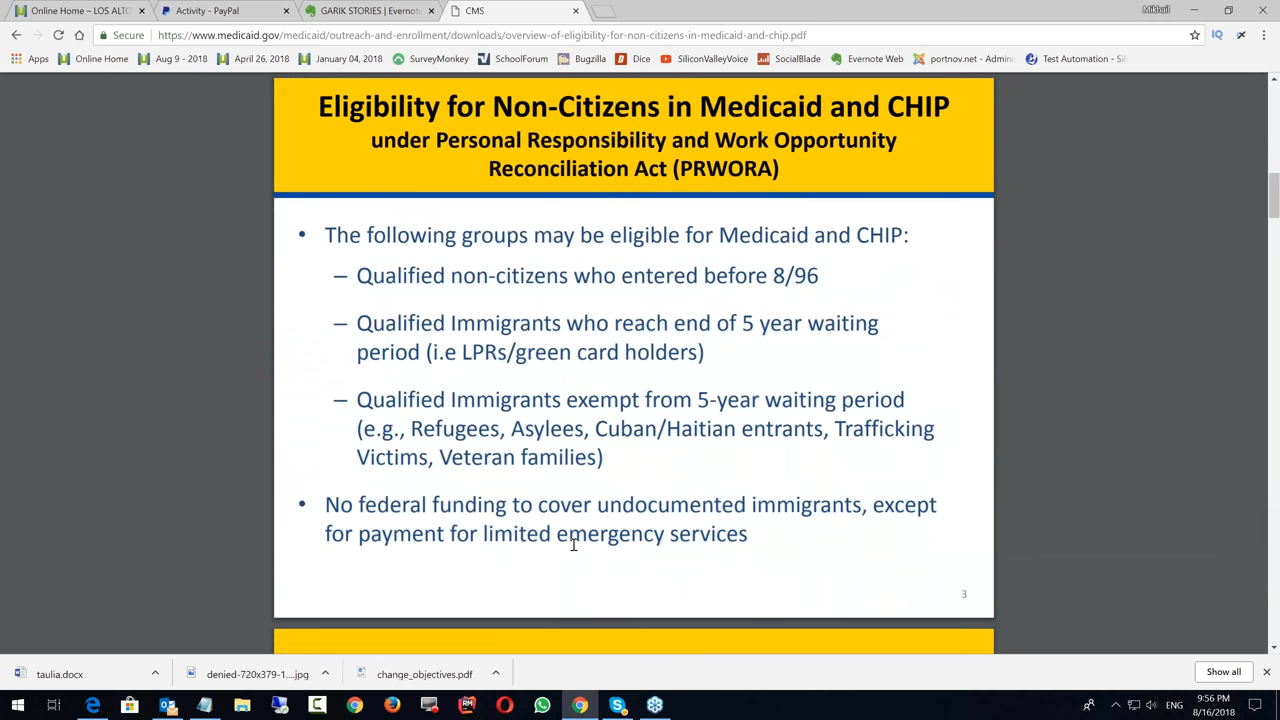 Online Home – LOS ALT
Activity - PayPal
GARIK STORIES | Evernote
CMS
Mikhail
Secure
https://www.medicaid.gov/medicaid/outreach-and-enrollment/downloads/overview-of-eligibility-for-non-citizens-in-medicaid-and-chip.pdf
IQ
Apps
Online Home
Aug 9 - 2018
April 26, 2018
January 04, 2018
SurveyMonkey
SchoolForum
Bugzilla
Dice
SiliconValleyVoice
SocialBlade
Evernote Web
portnov.net - Admin
Test Automation - Sil
Eligibility for Non-Citizens in Medicaid and CHIP
under Personal Responsibility and Work Opportunity
Reconciliation Act (PRWORA)
• The following groups may be eligible for Medicaid and CHIP:
– Qualified non-citizens who entered before 8/96
– Qualified Immigrants who reach end of 5 year waiting
period (i.e LPRs/green card holders)
– Qualified Immigrants exempt from 5-year waiting period
(e.g., Refugees, Asylees, Cuban/Haitian entrants, Trafficking
Victims, Veteran families)
• No federal funding to cover undocumented immigrants, except
for payment for limited emergency services
3
taulia.docx
denied-720x379-1....jpg
change_objectives.pdf
Show all
ENG
9:56 PM
8/16/2018